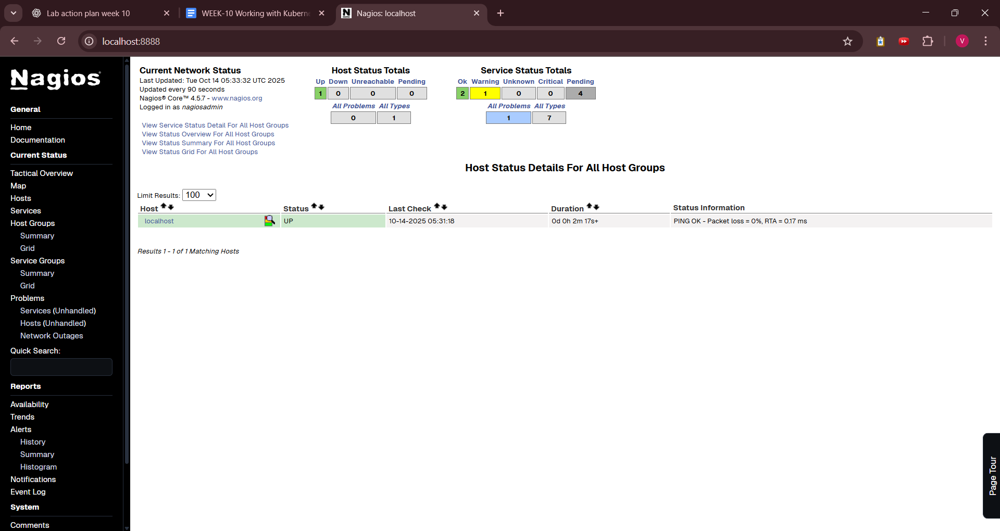 Lab action plan week 10
WEEK-10 Working with Kubern
Nagios: localhost
localhost:8888
V
Nagios®
General
Home
Documentation
Current Status
Tactical Overview
Map
Hosts
Services
Host Groups
Summary
Grid
Service Groups
Summary
Grid
Problems
Services (Unhandled)
Hosts (Unhandled)
Network Outages
Quick Search:
Reports
Availability
Trends
Alerts
History
Summary
Histogram
Notifications
Event Log
System
Comments
Current Network Status
Last Updated: Tue Oct 14 05:33:32 UTC 2025
Updated every 90 seconds
Nagios® Core™ 4.5.7 - www.nagios.org
Logged in as nagiosadmin
View Service Status Detail For All Host Groups
View Status Overview For All Host Groups
View Status Summary For All Host Groups
View Status Grid For All Host Groups
Host Status Totals
Up Down Unreachable Pending
1 0 0 0
All Problems All Types
0 1
Service Status Totals
Ok Warning Unknown Critical Pending
2 1 0 0 4
All Problems All Types
1 7
Host Status Details For All Host Groups
Limit Results: 100
Host Status Last Check Duration Status Information
localhost UP 10-14-2025 05:31:18 0d 0h 2m 17s+ PING OK - Packet loss = 0%, RTA = 0.17 ms
Results 1 - 1 of 1 Matching Hosts
Page Tour